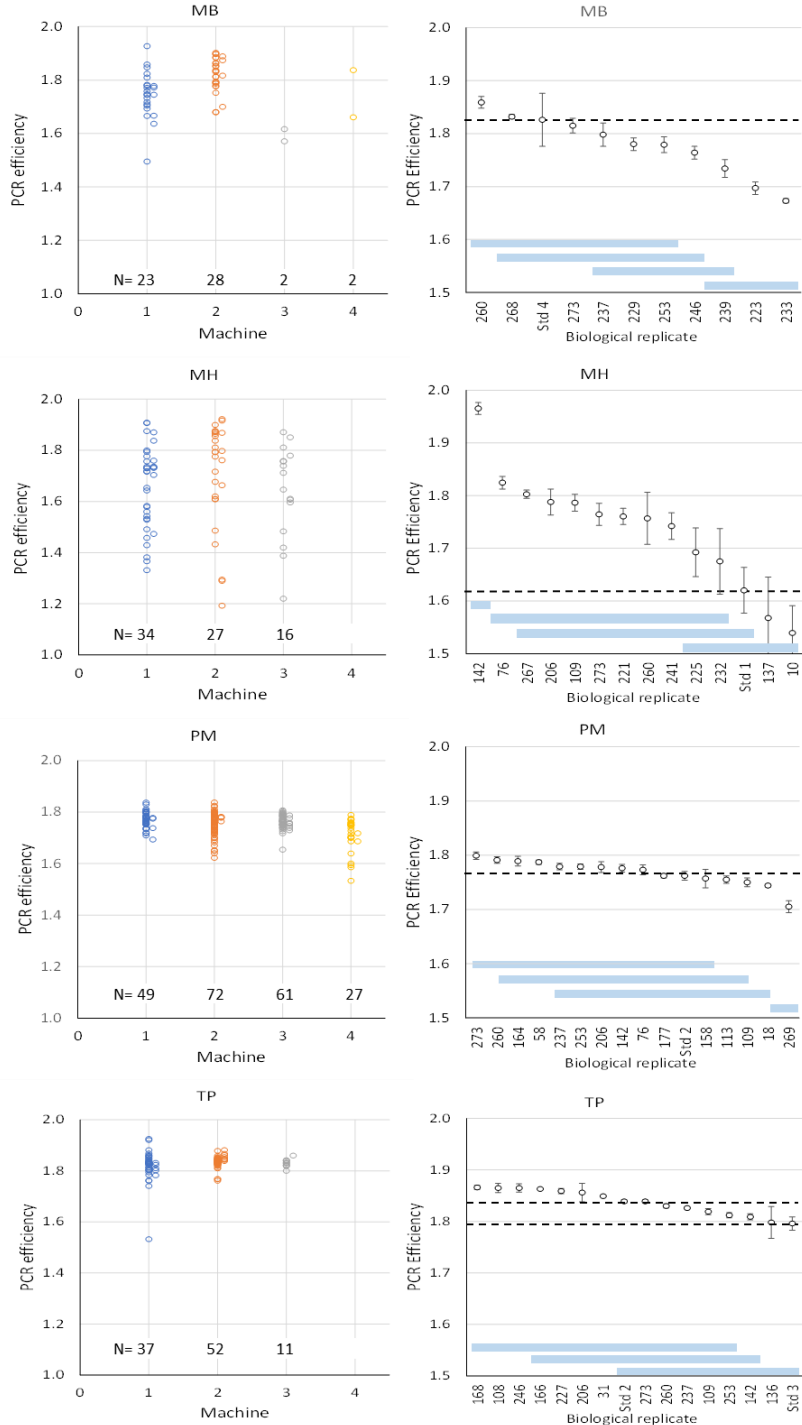 MB
PCR efficiency
2.0
1.8
1.6
1.4
1.2
1.0
N= 23 28 2 2
0 1 2 3 4
Machine
MB
PCR efficiency
2.0
1.9
1.8
1.7
1.6
1.5
260 268 Std 4 273 237 229 253 246 239 223 233
Biological replicate
MH
PCR efficiency
2.0
1.8
1.6
1.4
1.2
1.0
N= 34 27 16
0 1 2 3 4
Machine
MH
PCR efficiency
2.0
1.9
1.8
1.7
1.6
1.5
142 76 267 206 109 273 221 260 241 225 232 Std 1 137 10
Biological replicate
PM
PCR efficiency
2.0
1.8
1.6
1.4
1.2
1.0
N= 49 72 61 27
0 1 2 3 4
Machine
PM
PCR Efficiency
2.0
1.9
1.8
1.7
1.6
1.5
273 260 164 58 237 253 206 142 76 177 Std 2 158 113 109 18 269
Biological replicate
TP
PCR efficiency
2.0
1.8
1.6
1.4
1.2
1.0
N= 37 52 11
0 1 2 3 4
Machine
TP
PCR Efficiency
2.0
1.9
1.8
1.7
1.6
1.5
168 108 246 166 227 206 31 Std 2 273 260 237 109 253 142 136 Std 3
Biological replicate